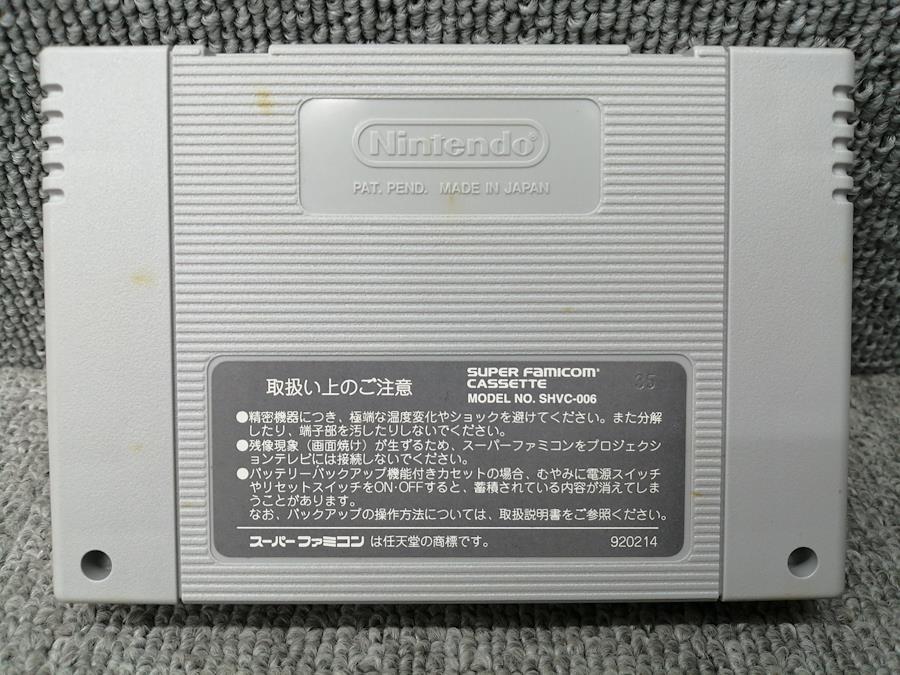 Nintendo®
PAT. PEND. MADE IN JAPAN
取扱い上のご注意
SUPER FAMICOM®
CASSETTE
MODEL NO. SHVC-006
35
●精密機器につき、極端な温度変化やショックを避けてください。また分解
したり、端子部を汚したりしないでください。
●残像現象（画面焼け）が生ずるため、スーパーファミコンをプロジェクシ
ョンテレビには接続しないでください。
●バッテリーバックアップ機能付きカセットの場合、むやみに電源スイッチ
やリセットスイッチをON・OFFすると、蓄積されている内容が消えてしま
うことがあります。
なお、バックアップの操作方法については、取扱説明書をご参照ください。
スーパーファミコン は任天堂の商標です。
920214